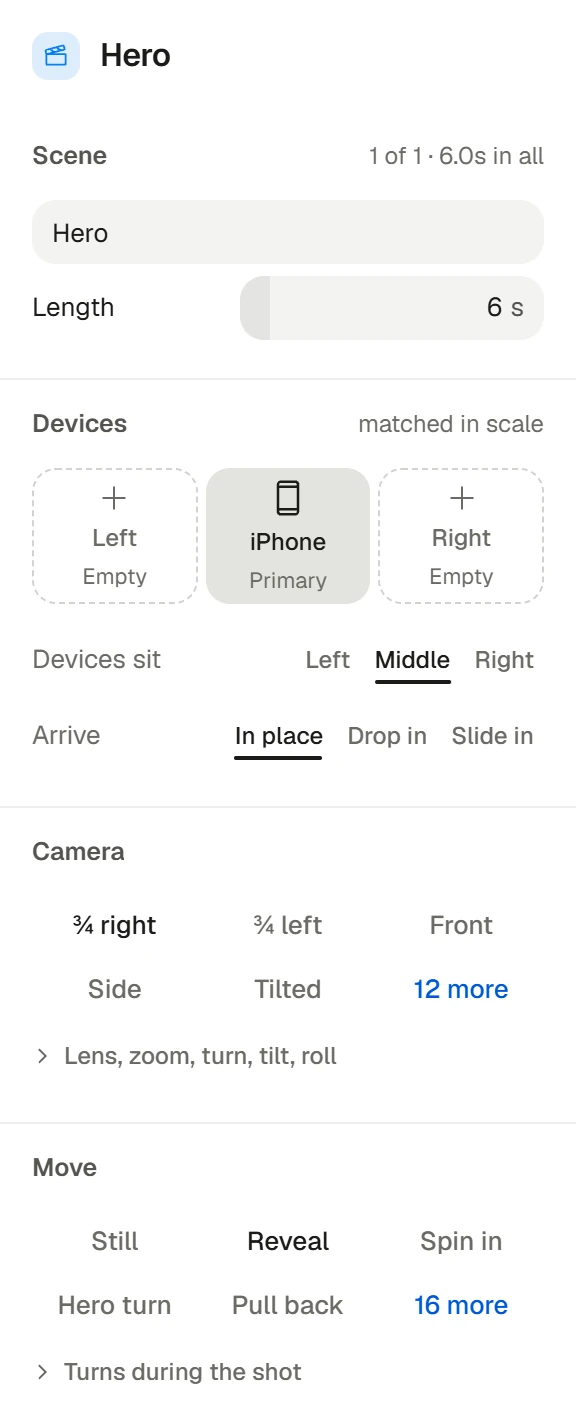 Hero
Scene 1 of 1 · 6.0s in all
Hero
Length 6 s
Devices matched in scale
Left iPhone Right
Empty Primary Empty
Devices sit Left Middle Right
Arrive In place Drop in Slide in
Camera
¾ right ¾ left Front
Side Tilted 12 more
Lens, zoom, turn, tilt, roll
Move
Still Reveal Spin in
Hero turn Pull back 16 more
Turns during the shot